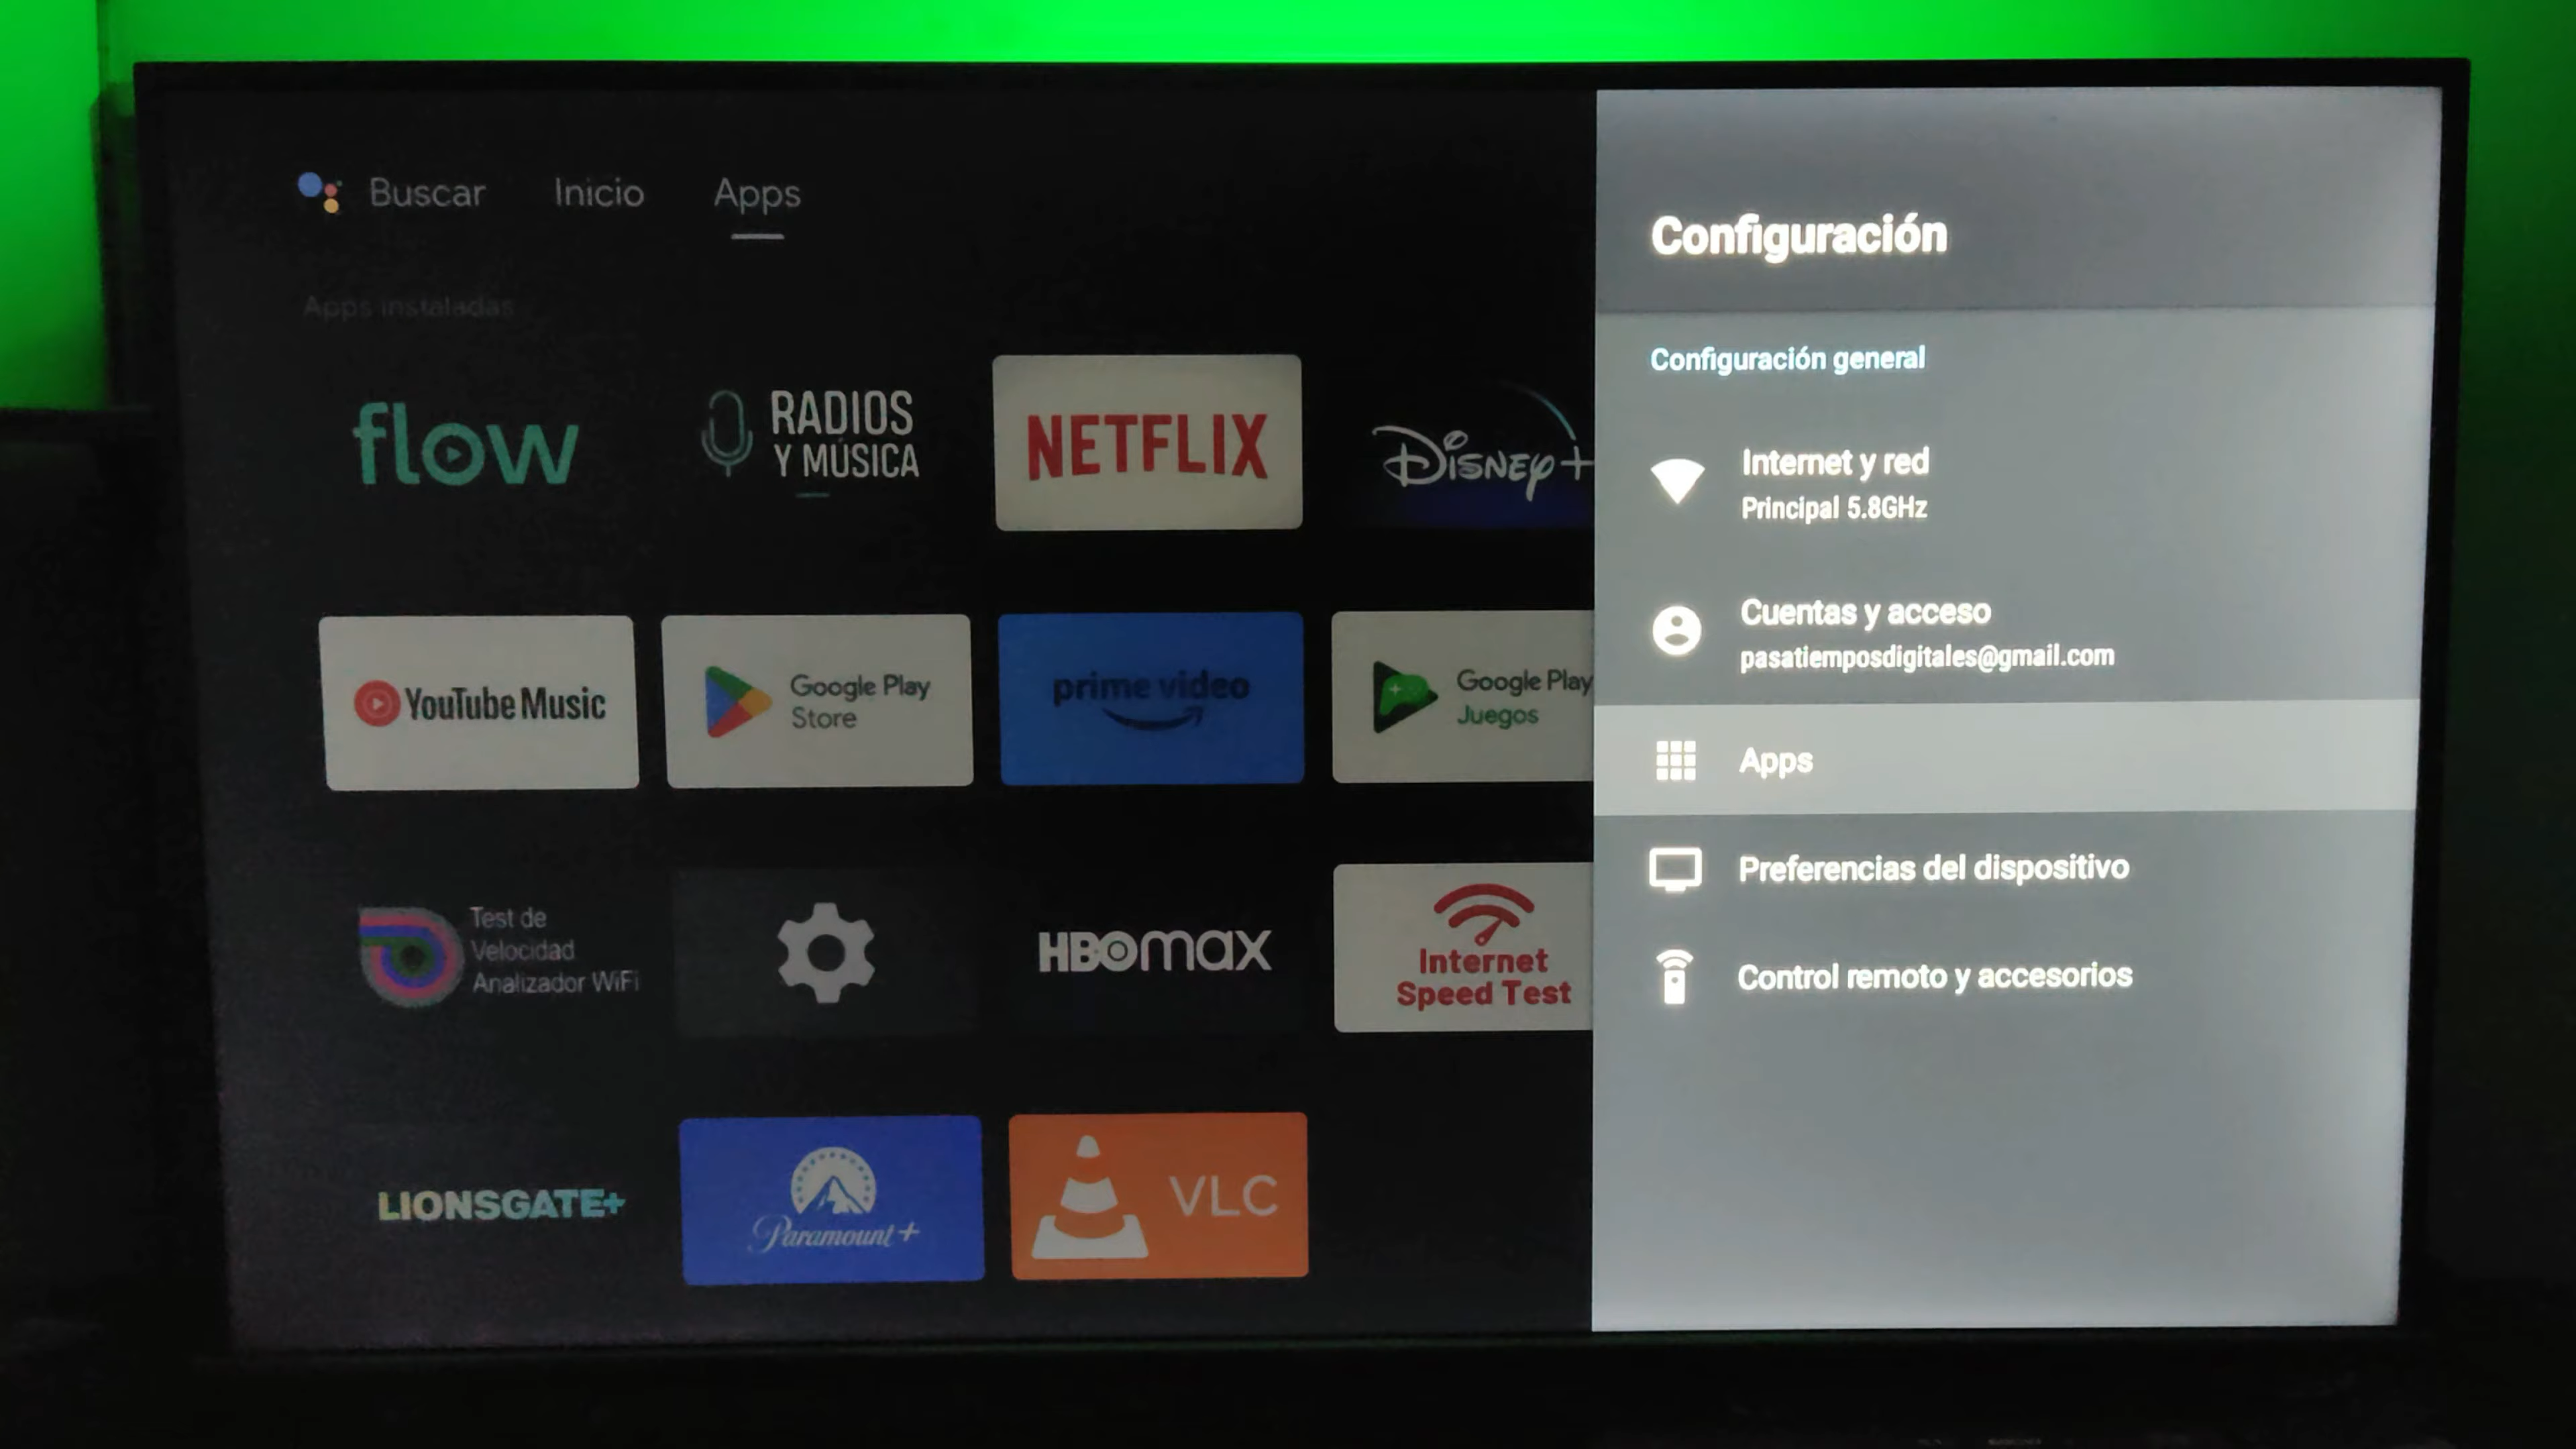 Buscar
Inicio
Apps
Apps instaladas
flow
RADIOS
Y MÚSICA
NETFLIX
Disney+
YouTube Music
Google Play
Store
prime video
Google Play
Juegos
Test de
Velocidad
Analizador WiFi
HBOmax
Internet
Speed Test
LIONSGATE+
Paramount+
VLC
Configuración
Configuración general
Internet y red
Principal 5.8GHz
Cuentas y acceso
pasatiemposdigitales@gmail.com
Apps
Preferencias del dispositivo
Control remoto y accesorios